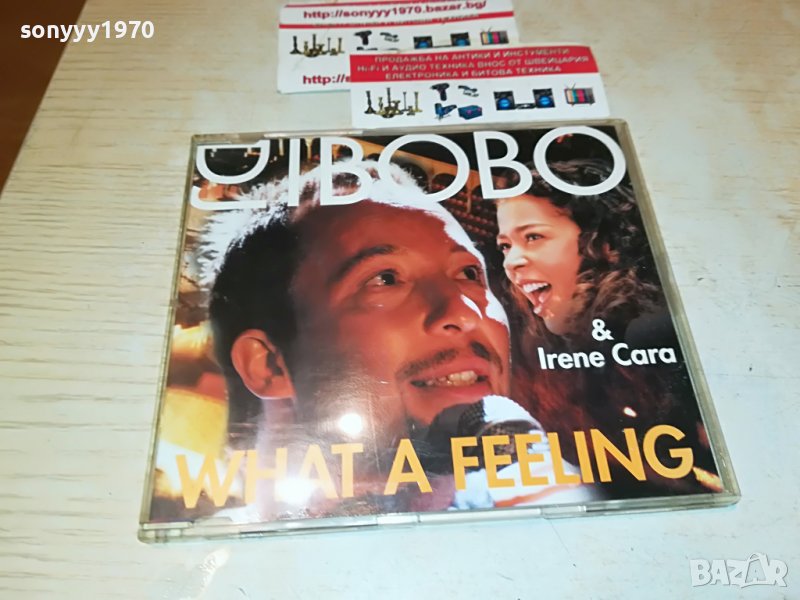 sonyyy1970
http://sonyyy1970.bazar.bg/
ПРОДАЖБА НА АНТИКИ И ИНСТУМЕНТИ
Hi-Fi И АУДИО ТЕХНИКА ВНОС ОТ ШВЕЙЦАРИЯ
ЕЛЕКТРОНИКА И БИТОВА ТЕХНИКА
http://s
DJ BOBO
&
Irene Cara
WHAT A FEELING
BAZAR